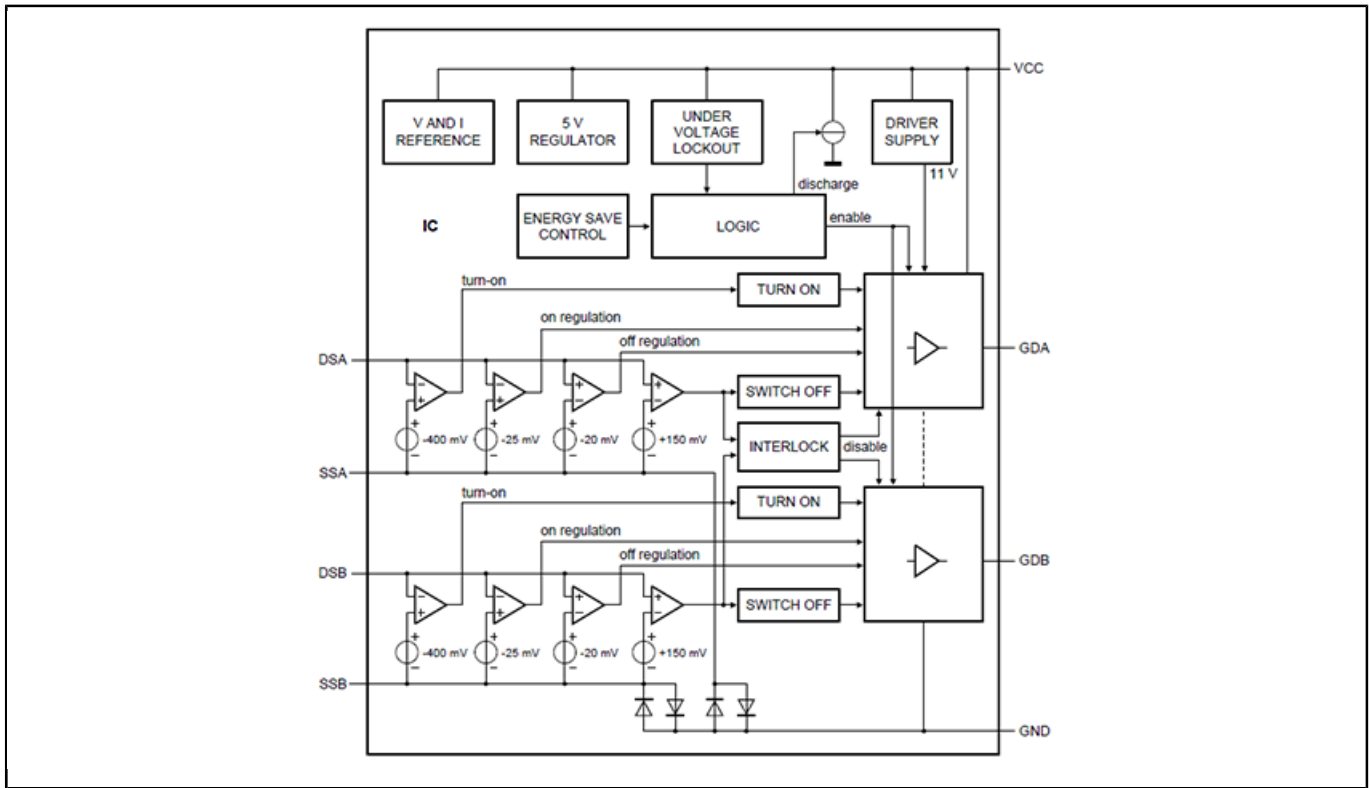 VCC
V AND I
REFERENCE
5 V
REGULATOR
UNDER
VOLTAGE
LOCKOUT
DRIVER
SUPPLY
11 V
discharge
IC
ENERGY SAVE
CONTROL
LOGIC
enable
turn-on
TURN ON
on regulation
off regulation
DSA
GDA
- - + +
+ + - -
SWITCH OFF
+ + + +
-400 mV -25 mV -20 mV +150 mV
- - - -
INTERLOCK
disable
SSA
turn-on
TURN ON
on regulation
off regulation
DSB
GDB
- - + +
+ + - -
SWITCH OFF
+ + + +
-400 mV -25 mV -20 mV +150 mV
- - - -
SSB
GND